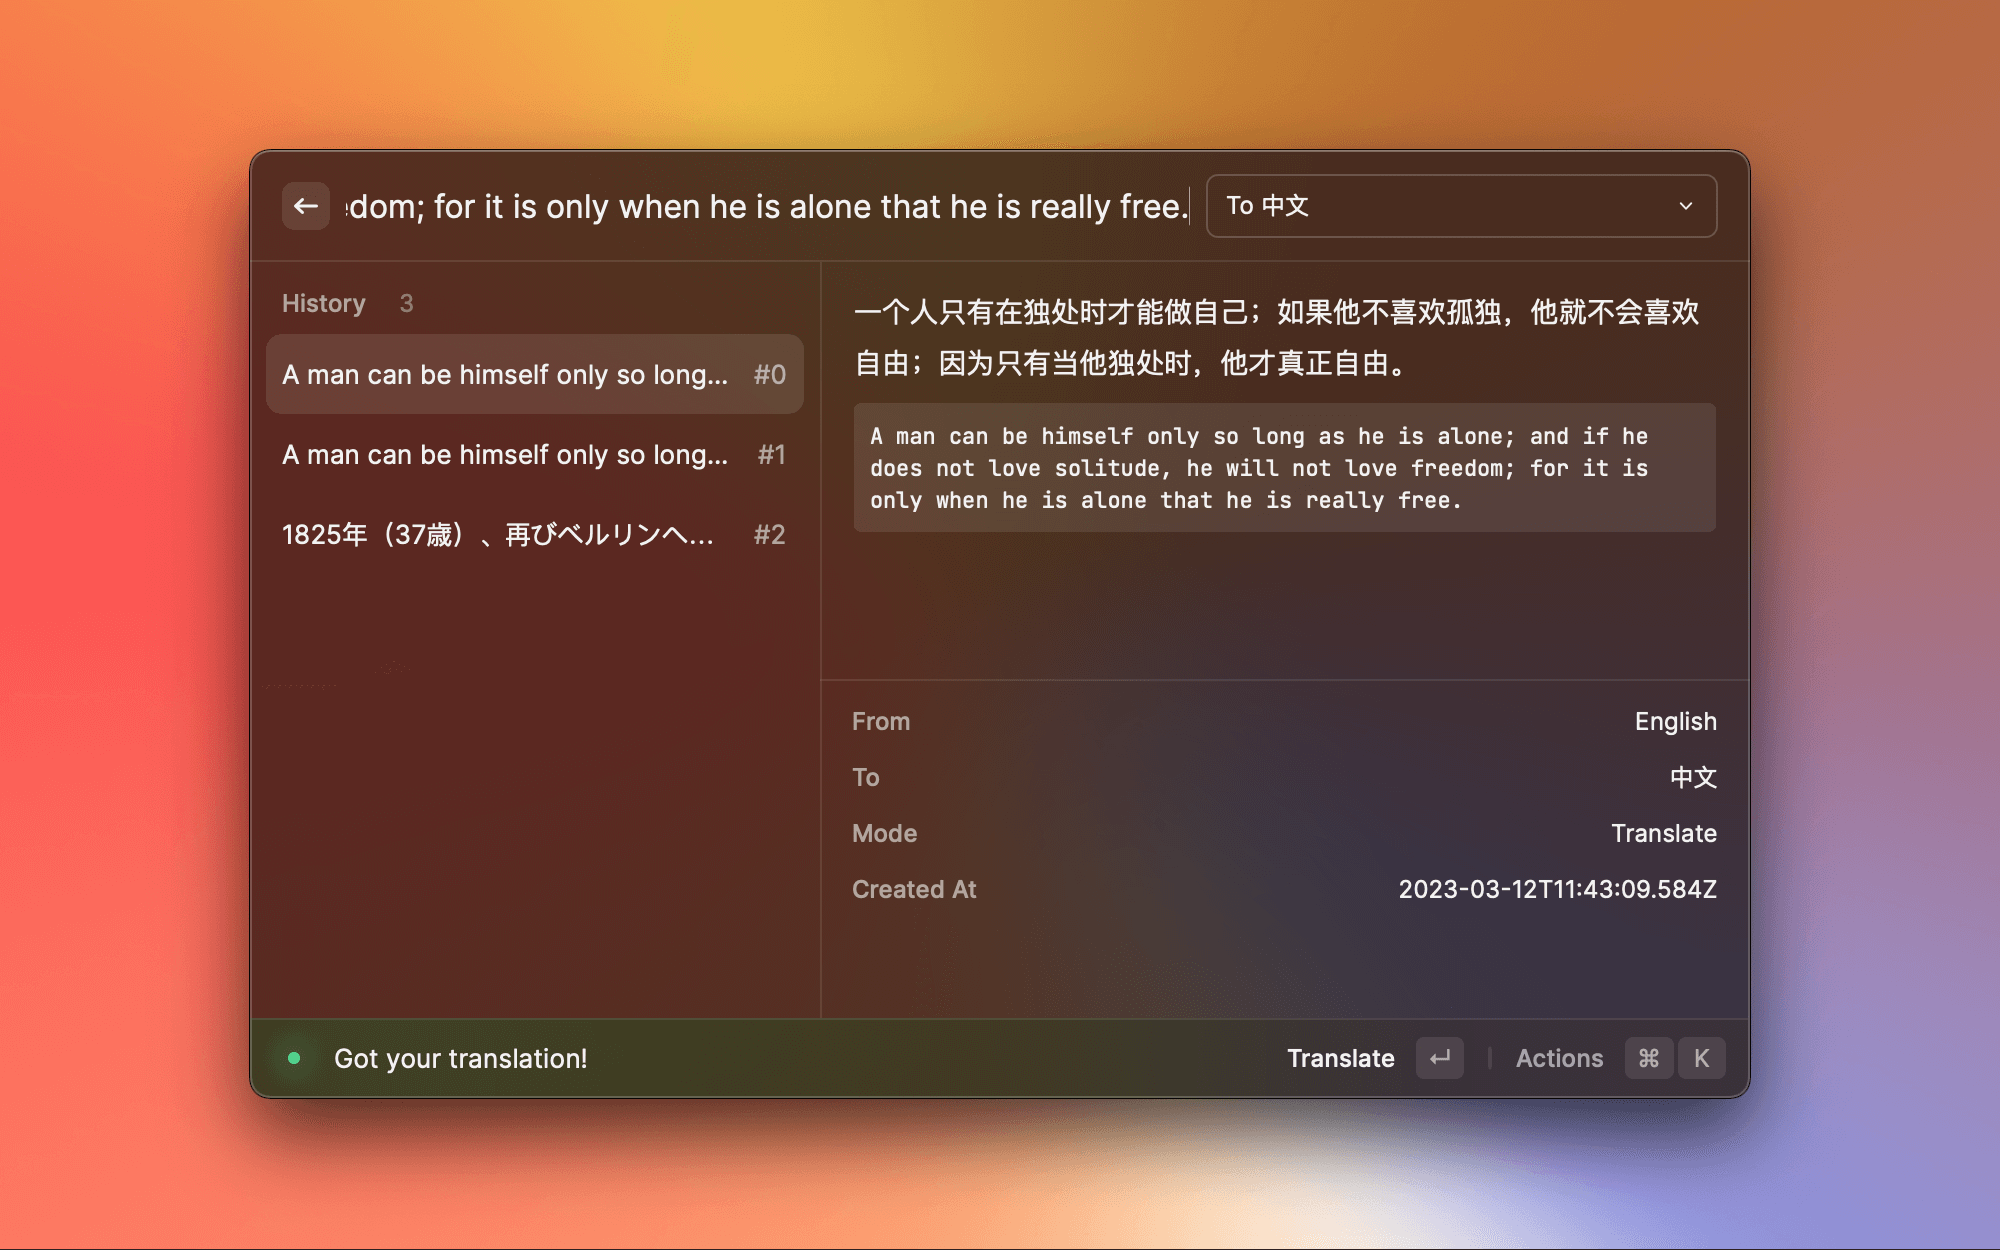 dom; for it is only when he is alone that he is really free.
To 中文
History 3
A man can be himself only so long... #0
A man can be himself only so long... #1
1825年（37歳）、再びベルリンへ... #2
一个人只有在独处时才能做自己；如果他不喜欢孤独，他就不会喜欢
自由；因为只有当他独处时，他才真正自由。
A man can be himself only so long as he is alone; and if he
does not love solitude, he will not love freedom; for it is
only when he is alone that he is really free.
From English
To 中文
Mode Translate
Created At 2023-03-12T11:43:09.584Z
Got your translation!
Translate ↵ | Actions ⌘ K